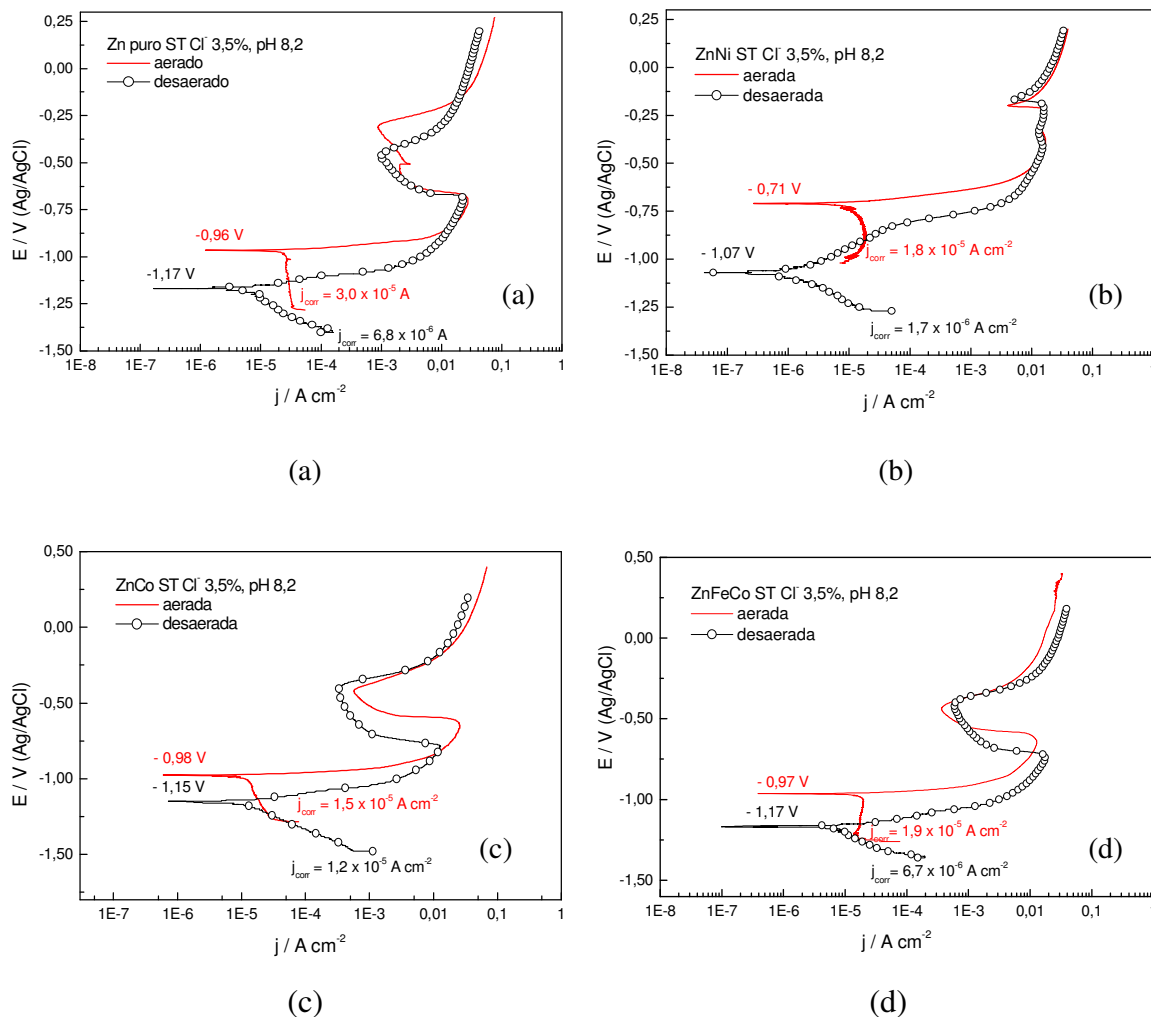 Zn puro ST Cl⁻ 3,5%, pH 8,2
aerado
desaerado
0,25
0,00
-0,25
-0,50
-0,75
-1,00
-1,25
-1,50
E / V (Ag/AgCl)
-0,96 V
-1,17 V
j_corr = 3,0 x 10⁻⁵ A
j_corr = 6,8 x 10⁻⁶ A
(a)
1E-8 1E-7 1E-6 1E-5 1E-4 1E-3 0,01 0,1 1
j / A cm⁻²
(a)
ZnNi ST Cl⁻ 3,5%, pH 8,2
aerada
desaerada
0,25
0,00
-0,25
-0,50
-0,75
-1,00
-1,25
-1,50
E / V (Ag/AgCl)
- 0,71 V
- 1,07 V
j_corr = 1,8 x 10⁻⁵ A cm⁻²
j_corr = 1,7 x 10⁻⁶ A cm⁻²
(b)
1E-8 1E-7 1E-6 1E-5 1E-4 1E-3 0,01 0,1 1
j / A cm⁻²
(b)
ZnCo ST Cl⁻ 3,5%, pH 8,2
aerada
desaerada
0,50
0,00
-0,50
-1,00
-1,50
E / V (Ag/AgCl)
- 0,98 V
- 1,15 V
j_corr = 1,5 x 10⁻⁵ A cm⁻²
j_corr = 1,2 x 10⁻⁵ A cm⁻²
(c)
1E-7 1E-6 1E-5 1E-4 1E-3 0,01 0,1 1
j / A cm⁻²
(c)
ZnFeCo ST Cl⁻ 3,5%, pH 8,2
aerada
desaerada
0,50
0,00
-0,50
-1,00
-1,50
E / V (Ag/AgCl)
-0,97 V
- 1,17 V
j_corr = 1,9 x 10⁻⁵ A cm⁻²
j_corr = 6,7 x 10⁻⁶ A cm⁻²
(d)
1E-8 1E-7 1E-6 1E-5 1E-4 1E-3 0,01 0,1 1
j / A cm⁻²
(d)